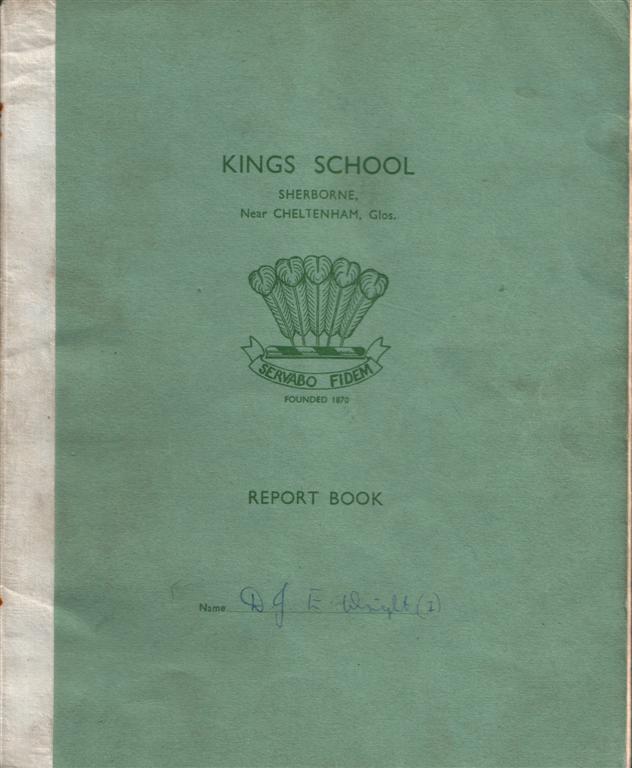 KINGS SCHOOL
SHERBORNE,
Near CHELTENHAM, Glos.
SERVABO FIDEM
FOUNDED 1870
REPORT BOOK
Name D J E Wright (I)